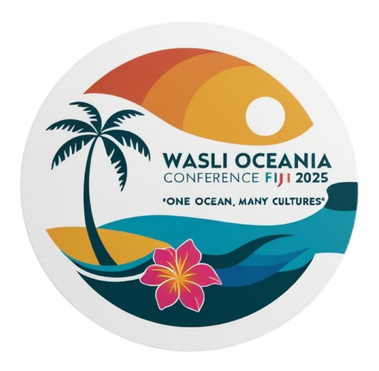 WASLI OCEANIA
CONFERENCE FIJI 2025
'ONE OCEAN, MANY CULTURES'